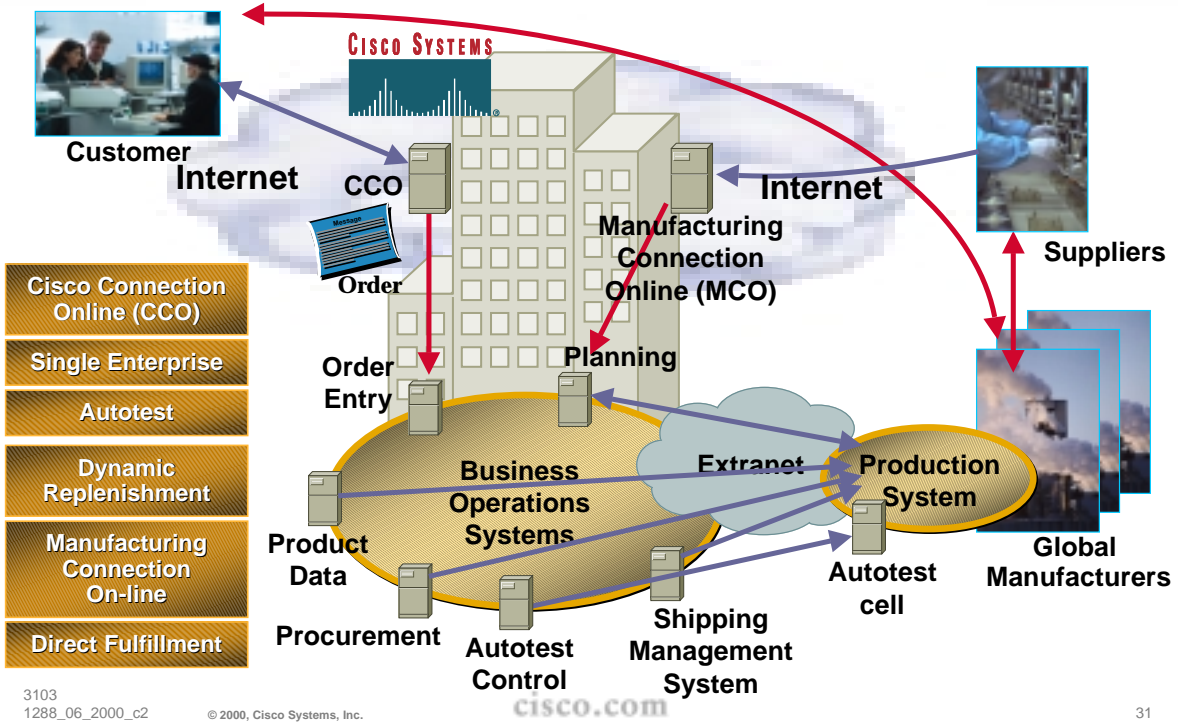 CISCO SYSTEMS
®
Customer
Internet
CCO
Message
Order
Internet
Manufacturing
Connection
Online (MCO)
Suppliers
Cisco Connection
Online (CCO)
Single Enterprise
Autotest
Dynamic
Replenishment
Manufacturing
Connection
On-line
Direct Fulfillment
Order
Entry
Planning
Business
Operations
Systems
Extranet
Production
System
Product
Data
Procurement
Autotest
Control
Shipping
Management
System
Autotest
cell
Global
Manufacturers
3103
1288_06_2000_c2
© 2000, Cisco Systems, Inc.
cisco.com
31